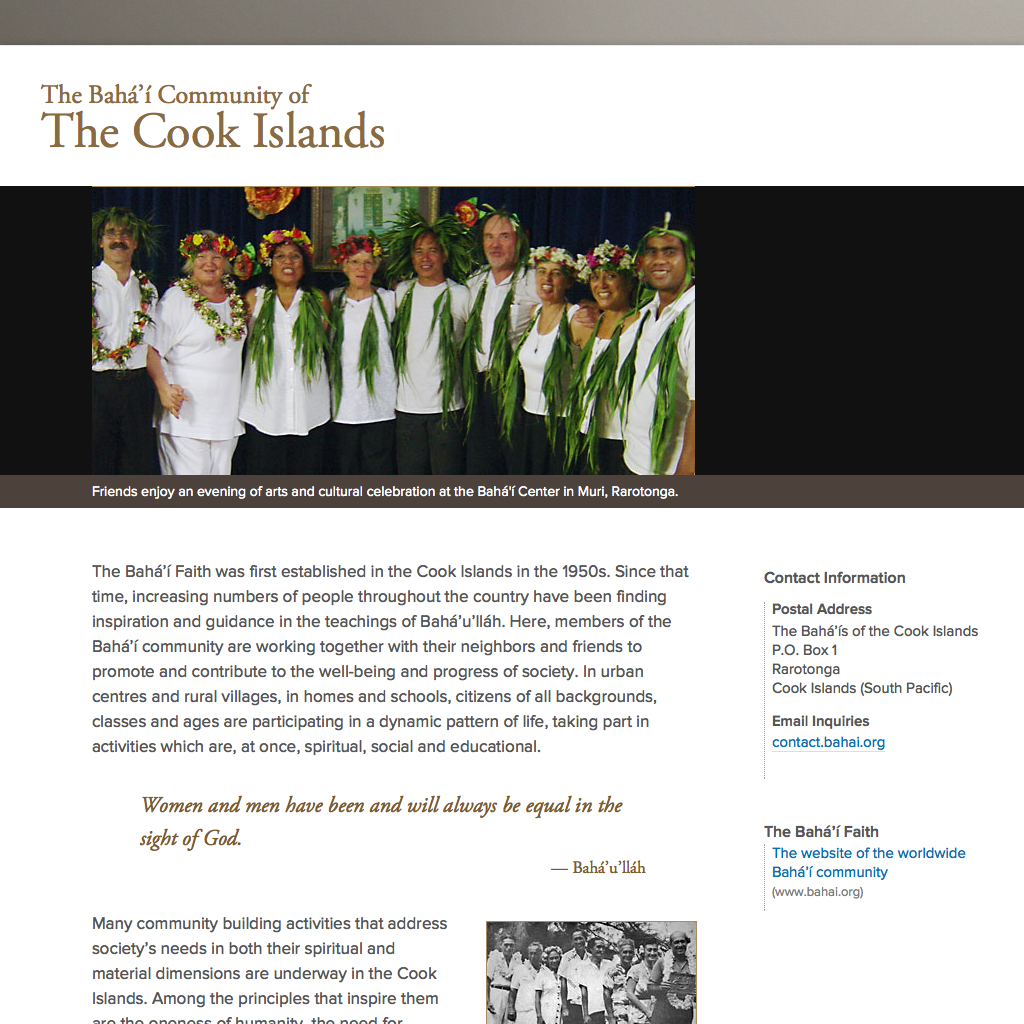 The Bahá’í Community of
The Cook Islands
Friends enjoy an evening of arts and cultural celebration at the Bahá'í Center in Muri, Rarotonga.
The Bahá’í Faith was first established in the Cook Islands in the 1950s. Since that
time, increasing numbers of people throughout the country have been finding
inspiration and guidance in the teachings of Bahá’u’lláh. Here, members of the
Bahá’í community are working together with their neighbors and friends to
promote and contribute to the well-being and progress of society. In urban
centres and rural villages, in homes and schools, citizens of all backgrounds,
classes and ages are participating in a dynamic pattern of life, taking part in
activities which are, at once, spiritual, social and educational.
Women and men have been and will always be equal in the
sight of God.
— Bahá’u’lláh
Many community building activities that address
society’s needs in both their spiritual and
material dimensions are underway in the Cook
Islands. Among the principles that inspire them
are the oneness of humanity, the need for
Contact Information
Postal Address
The Bahá’ís of the Cook Islands
P.O. Box 1
Rarotonga
Cook Islands (South Pacific)
Email Inquiries
contact.bahai.org
The Bahá’í Faith
The website of the worldwide
Bahá’í community
(www.bahai.org)